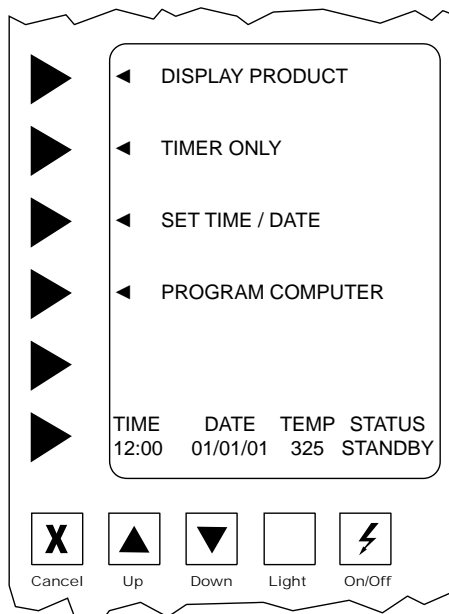 DISPLAY PRODUCT
TIMER ONLY
SET TIME / DATE
PROGRAM COMPUTER
TIME DATE TEMP STATUS
12:00 01/01/01 325 STANDBY
X
Cancel Up Down Light On/Off